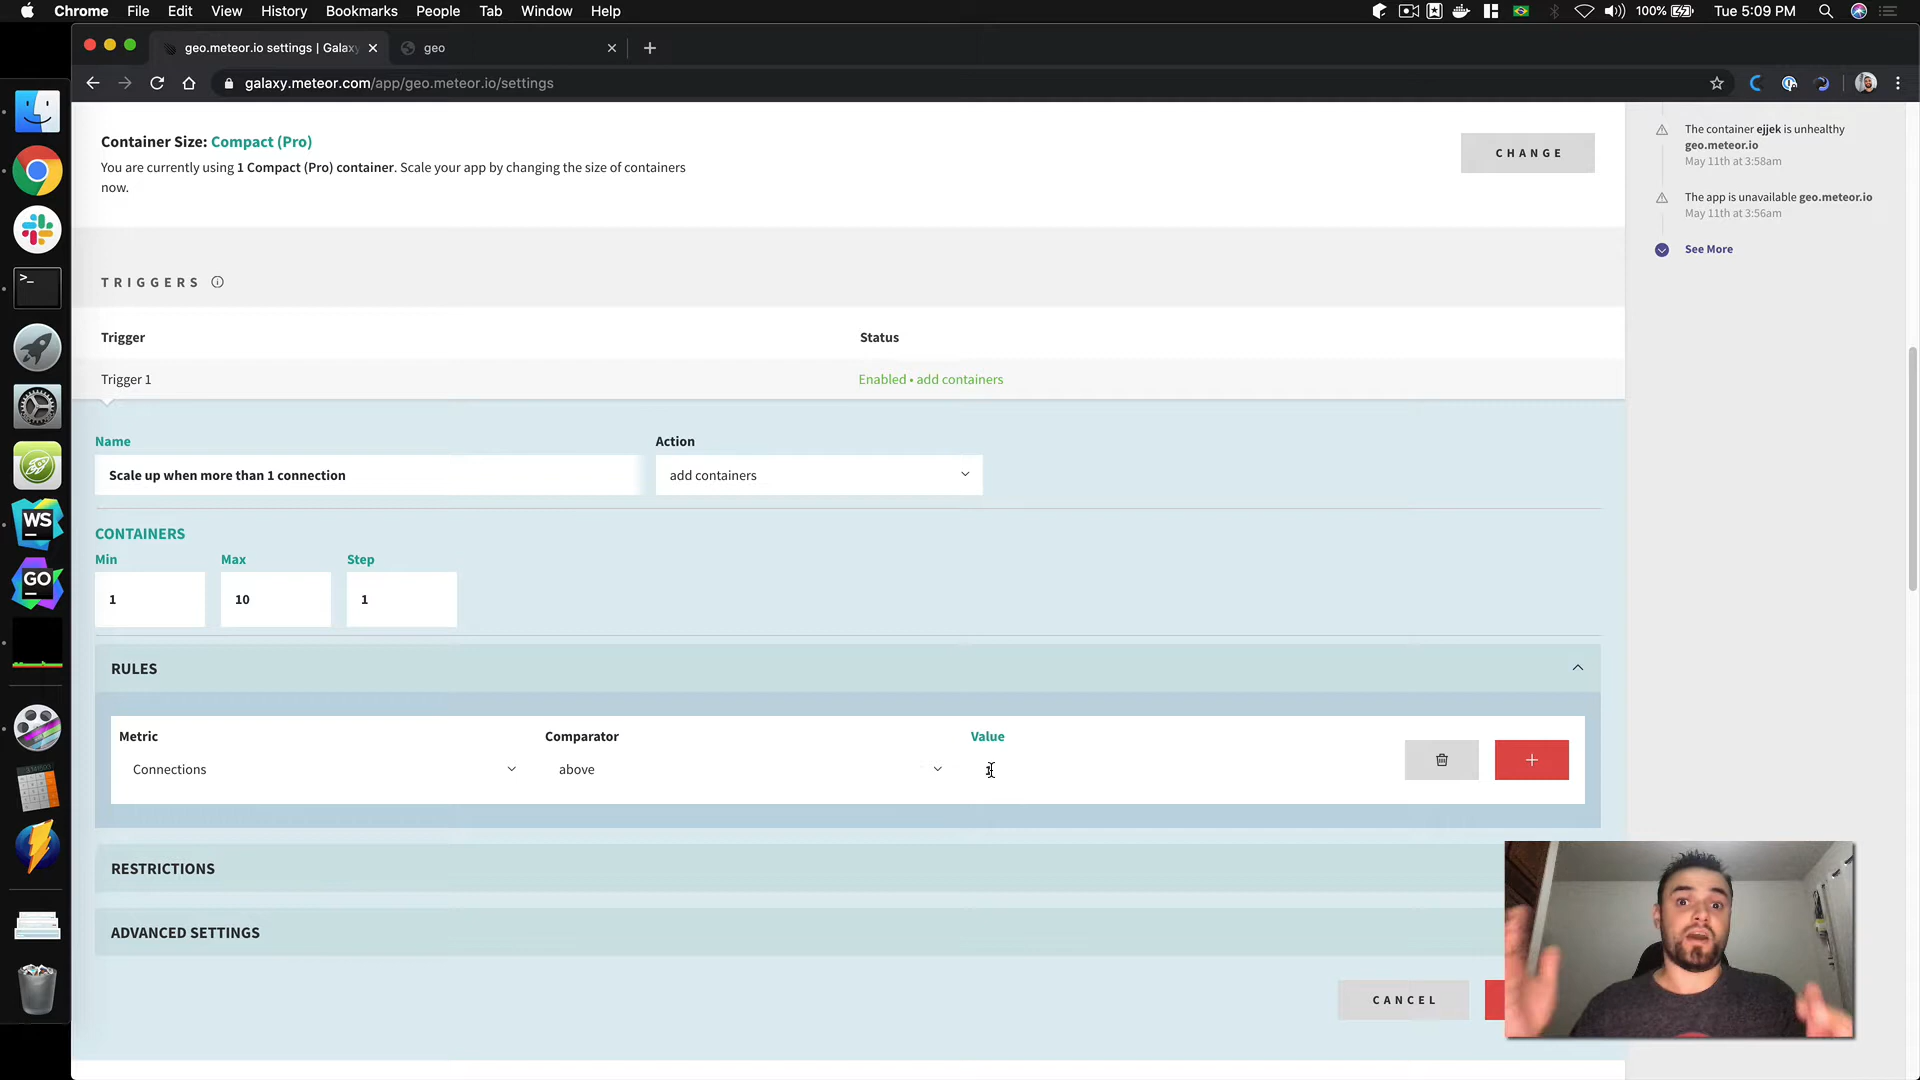 Chrome File Edit View History Bookmarks People Tab Window Help
100% Tue 5:09 PM
geo.meteor.io settings | Galaxy
geo
galaxy.meteor.com/app/geo.meteor.io/settings
Container Size: Compact (Pro)
You are currently using 1 Compact (Pro) container. Scale your app by changing the size of containers
now.
CHANGE
The container ejjek is unhealthy
geo.meteor.io
May 11th at 3:58am
The app is unavailable geo.meteor.io
May 11th at 3:56am
See More
TRIGGERS
Trigger Status
Trigger 1 Enabled • add containers
Name Action
Scale up when more than 1 connection add containers
CONTAINERS
Min Max Step
1 10 1
RULES
Metric Comparator Value
Connections above
RESTRICTIONS
ADVANCED SETTINGS
CANCEL
WS
GO